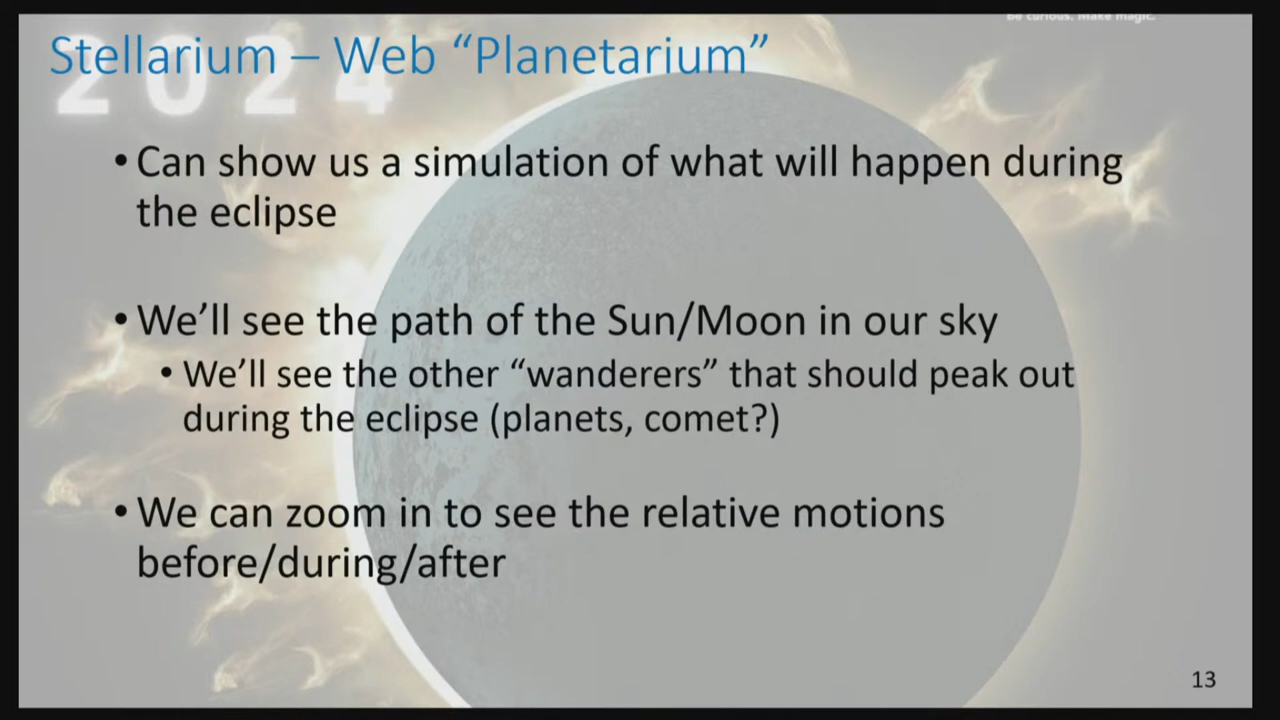 Be curious. Make magic.
Stellarium – Web “Planetarium”
2024
• Can show us a simulation of what will happen during
the eclipse
• We’ll see the path of the Sun/Moon in our sky
• We’ll see the other “wanderers” that should peak out
during the eclipse (planets, comet?)
• We can zoom in to see the relative motions
before/during/after
13